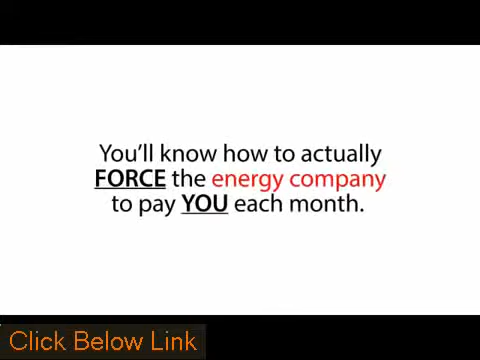 You'll know how to actually
FORCE the energy company
to pay YOU each month.
Click Below Link